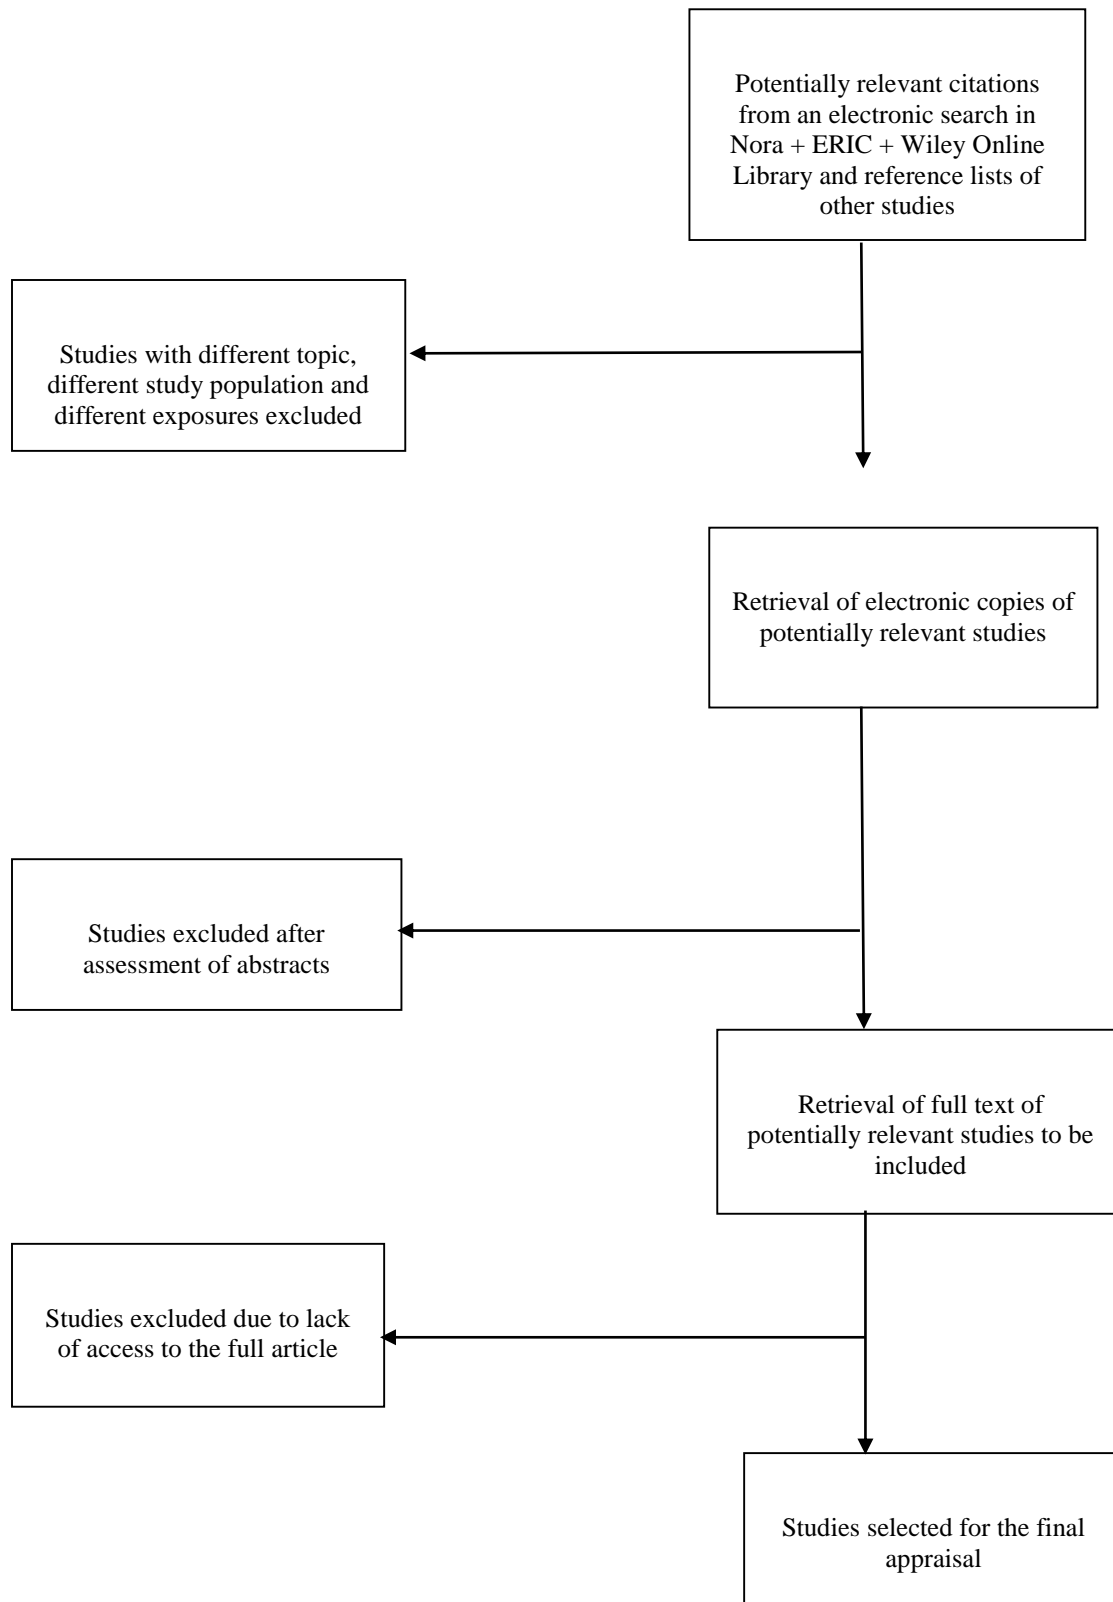 Potentially relevant citations
from an electronic search in
Nora + ERIC + Wiley Online
Library and reference lists of
other studies
Studies with different topic,
different study population and
different exposures excluded
Retrieval of electronic copies of
potentially relevant studies
Studies excluded after
assessment of abstracts
Retrieval of full text of
potentially relevant studies to be
included
Studies excluded due to lack
of access to the full article
Studies selected for the final
appraisal